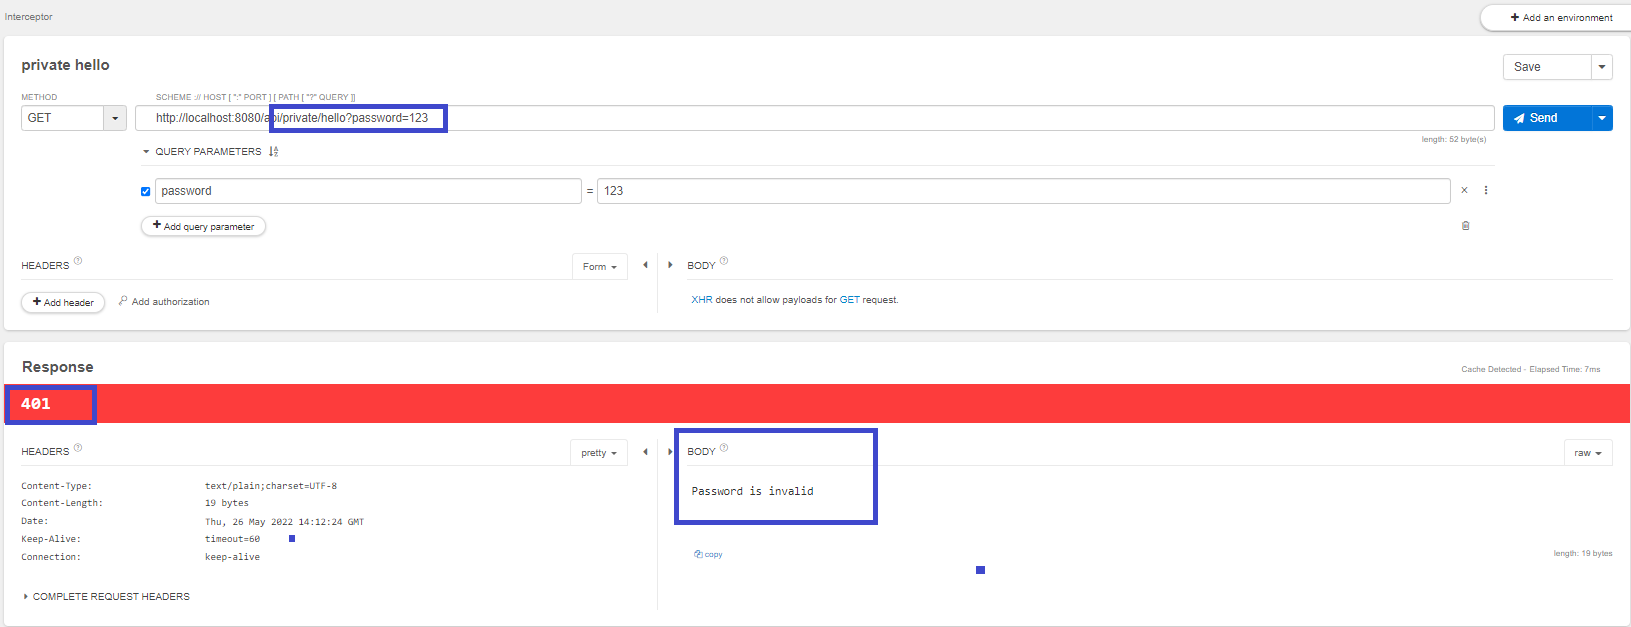 Interceptor
Add an environment
private hello
Save
METHOD
SCHEME :// HOST [ ":" PORT ] [ PATH [ "?" QUERY ]]
GET
http://localhost:8080/api/private/hello?password=123
Send
length: 52 byte(s)
QUERY PARAMETERS
password = 123
Add query parameter
HEADERS
Form
BODY
Add header
Add authorization
XHR does not allow payloads for GET request.
Response
Cache Detected - Elapsed Time: 7ms
401
HEADERS
pretty
BODY
raw
Content-Type: text/plain;charset=UTF-8
Content-Length: 19 bytes
Date: Thu, 26 May 2022 14:12:24 GMT
Keep-Alive: timeout=60
Connection: keep-alive
Password is invalid
copy
length: 19 bytes
COMPLETE REQUEST HEADERS